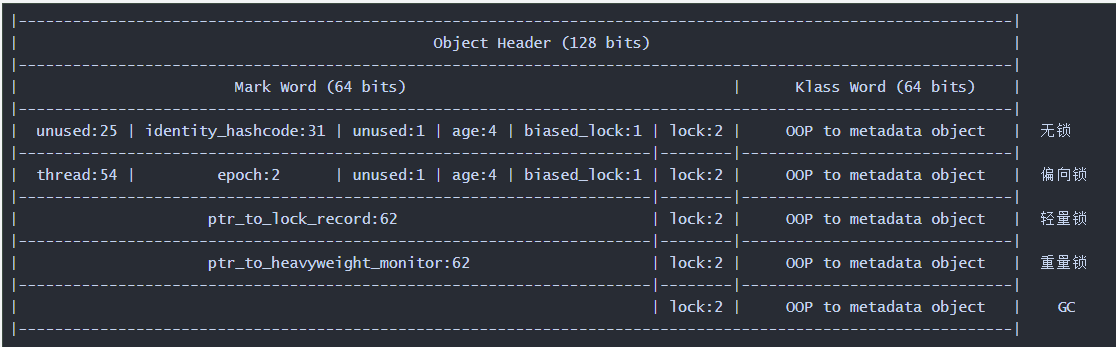 |------------------------------------------------------------------------------------------------------------|
| Object Header (128 bits) |
|------------------------------------------------------------------------------------------------------------|
| Mark Word (64 bits) | Klass Word (64 bits) |
|------------------------------------------------------------------------------------------------------------|
| unused:25 | identity_hashcode:31 | unused:1 | age:4 | biased_lock:1 | lock:2 | OOP to metadata object | 无锁
|----------------------------------------------------------------------|--------|------------------------------|
| thread:54 | epoch:2 | unused:1 | age:4 | biased_lock:1 | lock:2 | OOP to metadata object | 偏向锁
|----------------------------------------------------------------------|--------|------------------------------|
| ptr_to_lock_record:62 | lock:2 | OOP to metadata object | 轻量锁
|----------------------------------------------------------------------|--------|------------------------------|
| ptr_to_heavyweight_monitor:62 | lock:2 | OOP to metadata object | 重量锁
|----------------------------------------------------------------------|--------|------------------------------|
| | lock:2 | OOP to metadata object | GC
|------------------------------------------------------------------------------------------------------------|